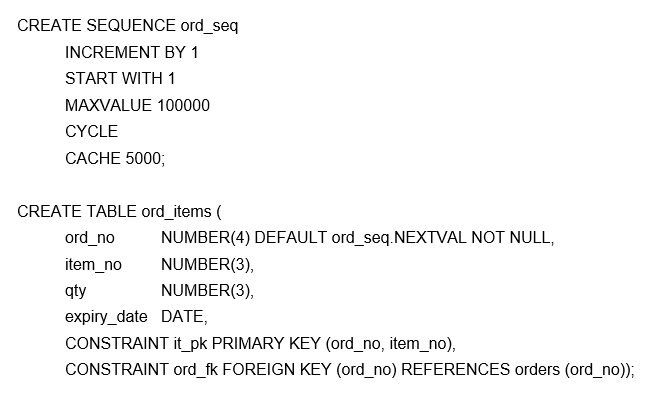 CREATE SEQUENCE ord_seq
INCREMENT BY 1
START WITH 1
MAXVALUE 100000
CYCLE
CACHE 5000;
CREATE TABLE ord_items (
ord_no NUMBER(4) DEFAULT ord_seq.NEXTVAL NOT NULL,
item_no NUMBER(3),
qty NUMBER(3),
expiry_date DATE,
CONSTRAINT it_pk PRIMARY KEY (ord_no, item_no),
CONSTRAINT ord_fk FOREIGN KEY (ord_no) REFERENCES orders (ord_no));